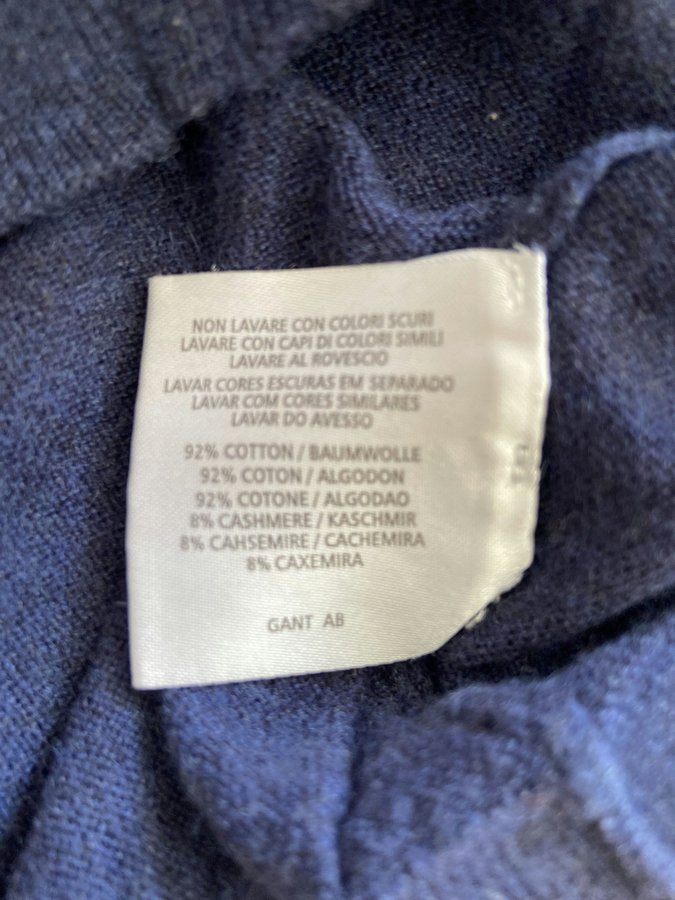 NON LAVARE CON COLORI SCURI
LAVARE CON CAPI DI COLORI SIMILI
LAVARE AL ROVESCIO
LAVAR CORES ESCURAS EM SEPARADO
LAVAR COM CORES SIMILARES
LAVAR DO AVESSO
92% COTTON / BAUMWOLLE
92% COTON / ALGODON
92% COTONE / ALGODAO
8% CASHMERE / KASCHMIR
8% CAHSEMIRE / CACHEMIRA
8% CAXEMIRA
GANT AB